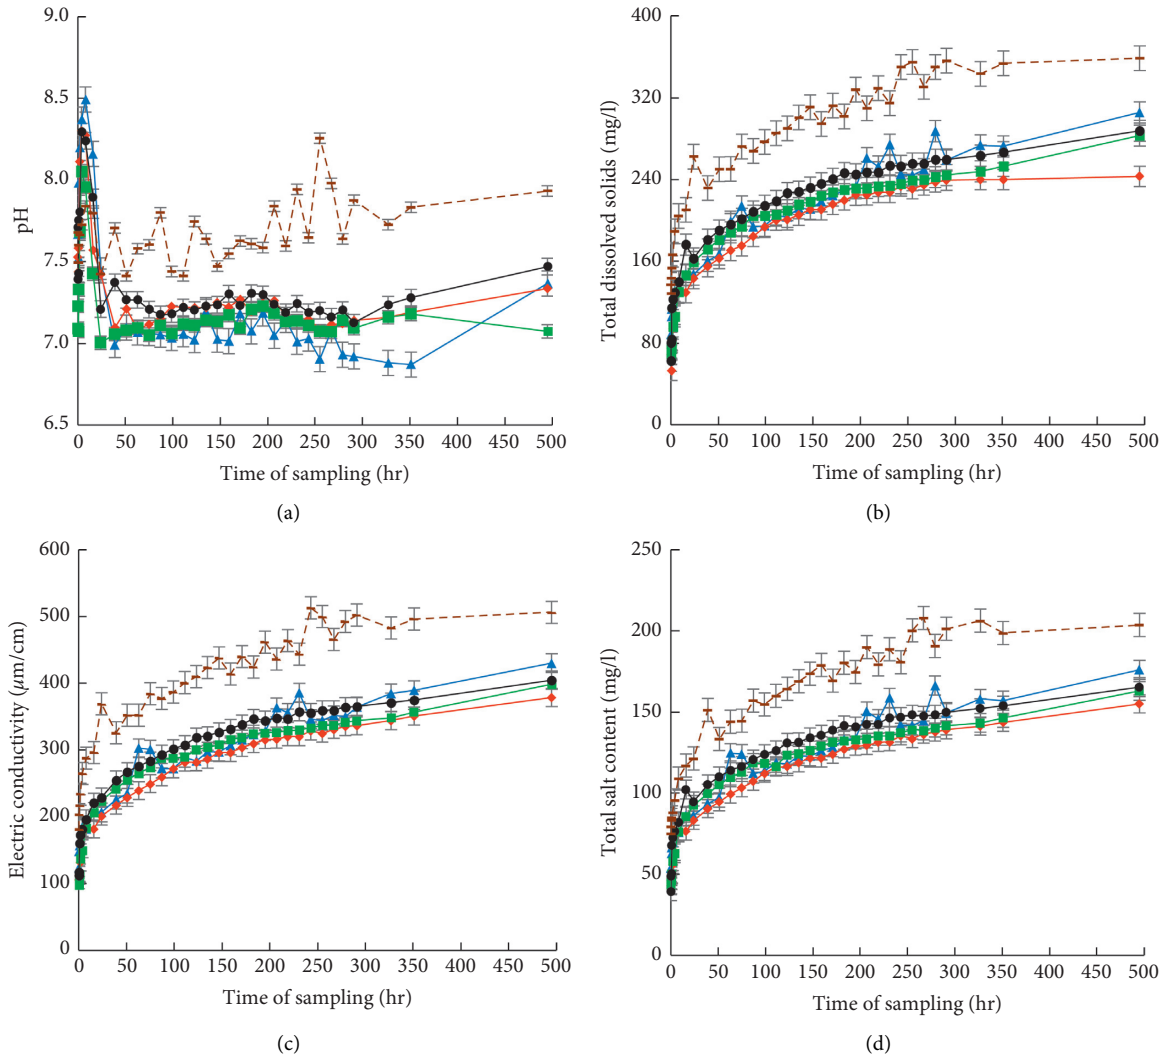 9.0
8.5
8.0
7.5
7.0
6.5
pH
0 50 100 150 200 250 300 350 400 450 500
Time of sampling (hr)
(a)
400
320
240
160
80
0
Total dissolved solids (mg/l)
0 50 100 150 200 250 300 350 400 450 500
Time of sampling (hr)
(b)
600
500
400
300
200
100
0
Electric conductivity (μm/cm)
0 50 100 150 200 250 300 350 400 450 500
Time of sampling (hr)
(c)
250
200
150
100
50
0
Total salt content (mg/l)
0 50 100 150 200 250 300 350 400 450 500
Time of sampling (hr)
(d)